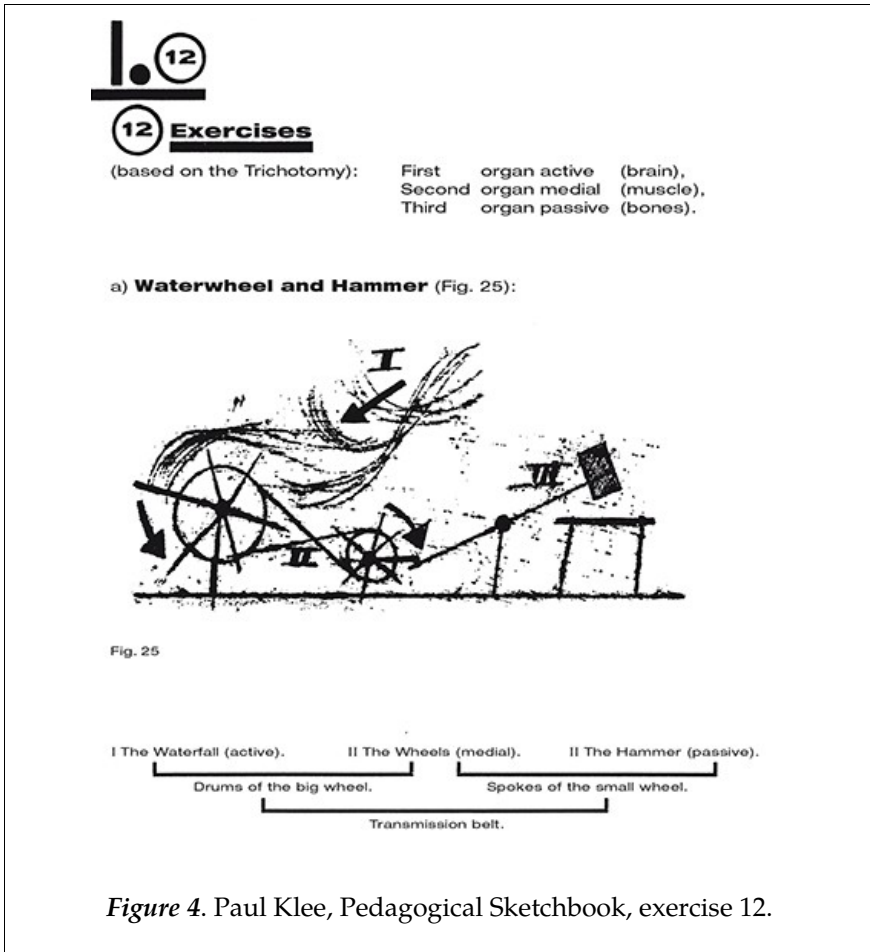 I. 12
12 Exercises
(based on the Trichotomy): First organ active (brain),
Second organ medial (muscle),
Third organ passive (bones).
a) Waterwheel and Hammer (Fig. 25):
I
III
II
Fig. 25
I The Waterfall (active). II The Wheels (medial). II The Hammer (passive).
Drums of the big wheel. Spokes of the small wheel.
Transmission belt.
Figure 4. Paul Klee, Pedagogical Sketchbook, exercise 12.